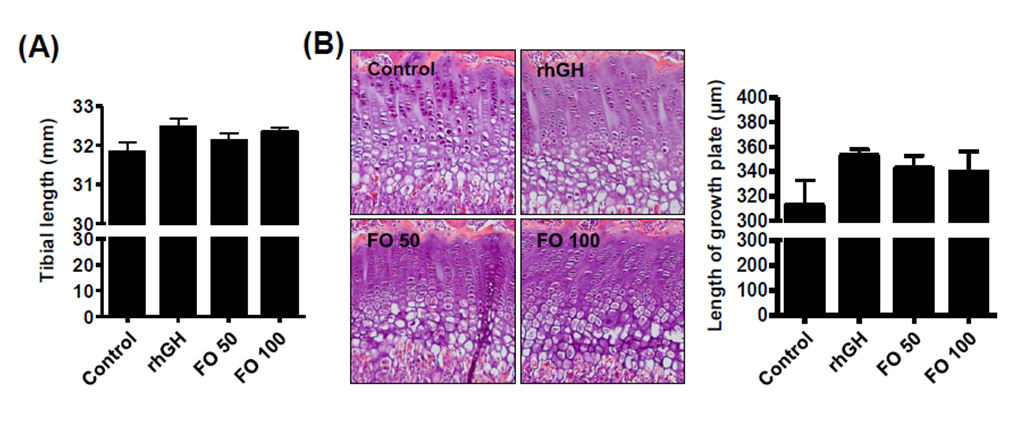 (A)
Tibial length (mm)
33
32
31
30
30
20
10
0
Control
rhGH
FO 50
FO 100
(B)
Control
rhGH
FO 50
FO 100
Length of growth plate (μm)
400
380
360
340
320
300
300
200
100
0
Control
rhGH
FO 50
FO 100